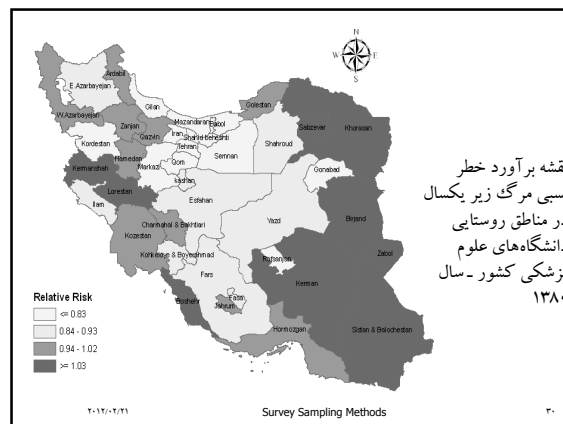 N
W E
S
Ardabil
E.Azarbayejan
W.Azarbayejan
Gilan
Golestan
Mazandaran
Babol
Zanjan
Qazvin
Iran
Shahid beheshti
Tehran
Semnan
Shahroud
Sabzevar
Khorasan
Kordestan
Hamedan
Markazi
Qom
Kermanshah
Kashan
Gonabad
Lorestan
Ilam
Esfahan
Yazd
Birjand
Charmahal & Bakhtiari
Kozestan
Zabol
Kohkiloye & Boyeahmad
Rafsanjan
Fars
Kerman
Fassa
Jahrum
Boshehr
Hormozgan
Sistan & Balochestan
نقشه برآورد خطر
نسبی مرگ زیر یکسال
در مناطق روستایی
دانشگاه‌های علوم
پزشکی کشور ـ سال
Relative Risk
<= 0.83
0.84 - 0.93
0.94 - 1.02
>= 1.03
۲۰۱۲/۰۲/۲۱
Survey Sampling Methods
۳۰